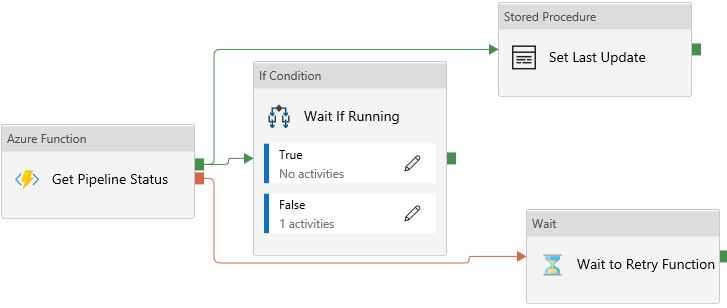 Stored Procedure
Set Last Update
If Condition
Wait If Running
True
No activities
False
1 activities
Azure Function
Get Pipeline Status
Wait
Wait to Retry Function